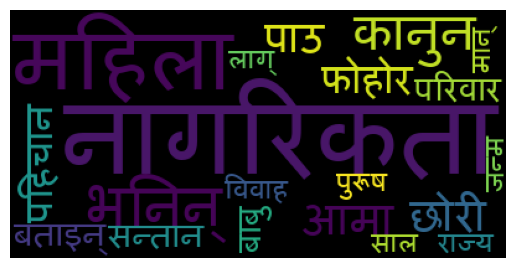 महिला
लाग्
पाउ
कानुन
मान्
फोहोर
परिवार
नागरिकता
पहिचान
जन्म
भनिन्
विवाह
पुरूष
बाबु
आमा
छोरी
बताइन्
सन्तान
साल
राज्य